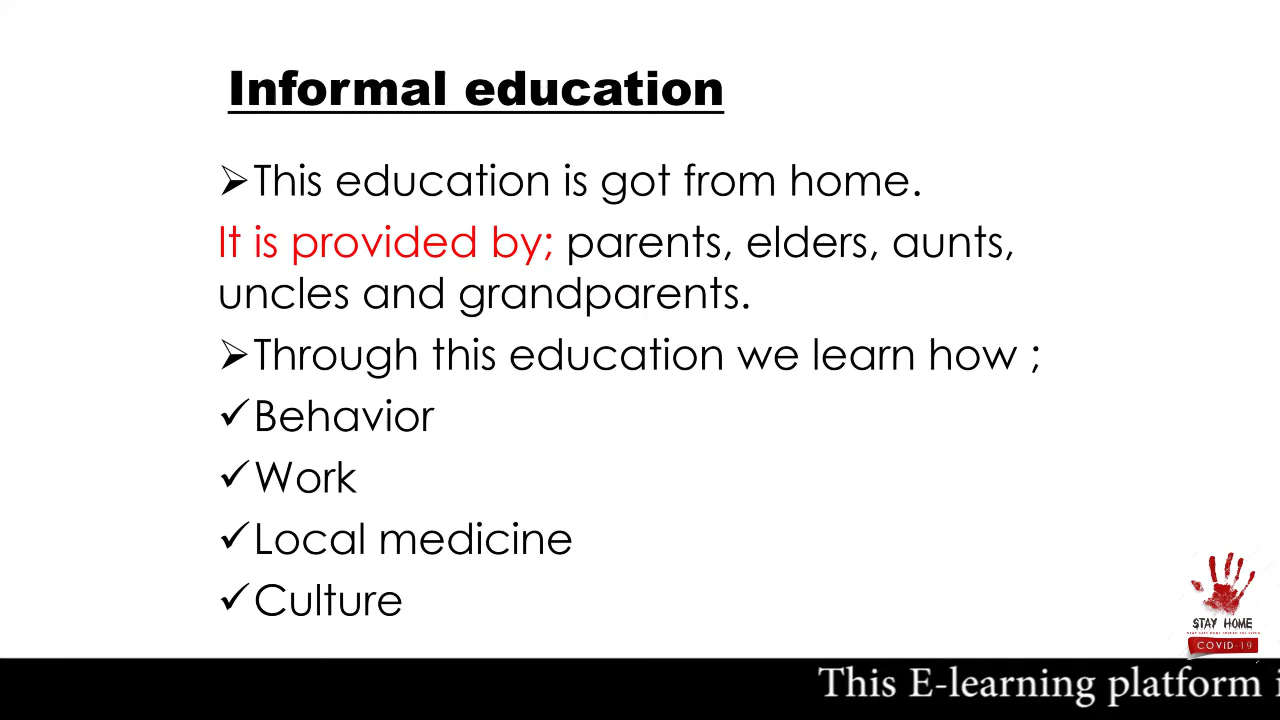 Informal education
➢This education is got from home.
It is provided by; parents, elders, aunts,
uncles and grandparents.
➢Through this education we learn how ;
✓Behavior
✓Work
✓Local medicine
✓Culture
STAY HOME
COVID-19
This E-learning platform i